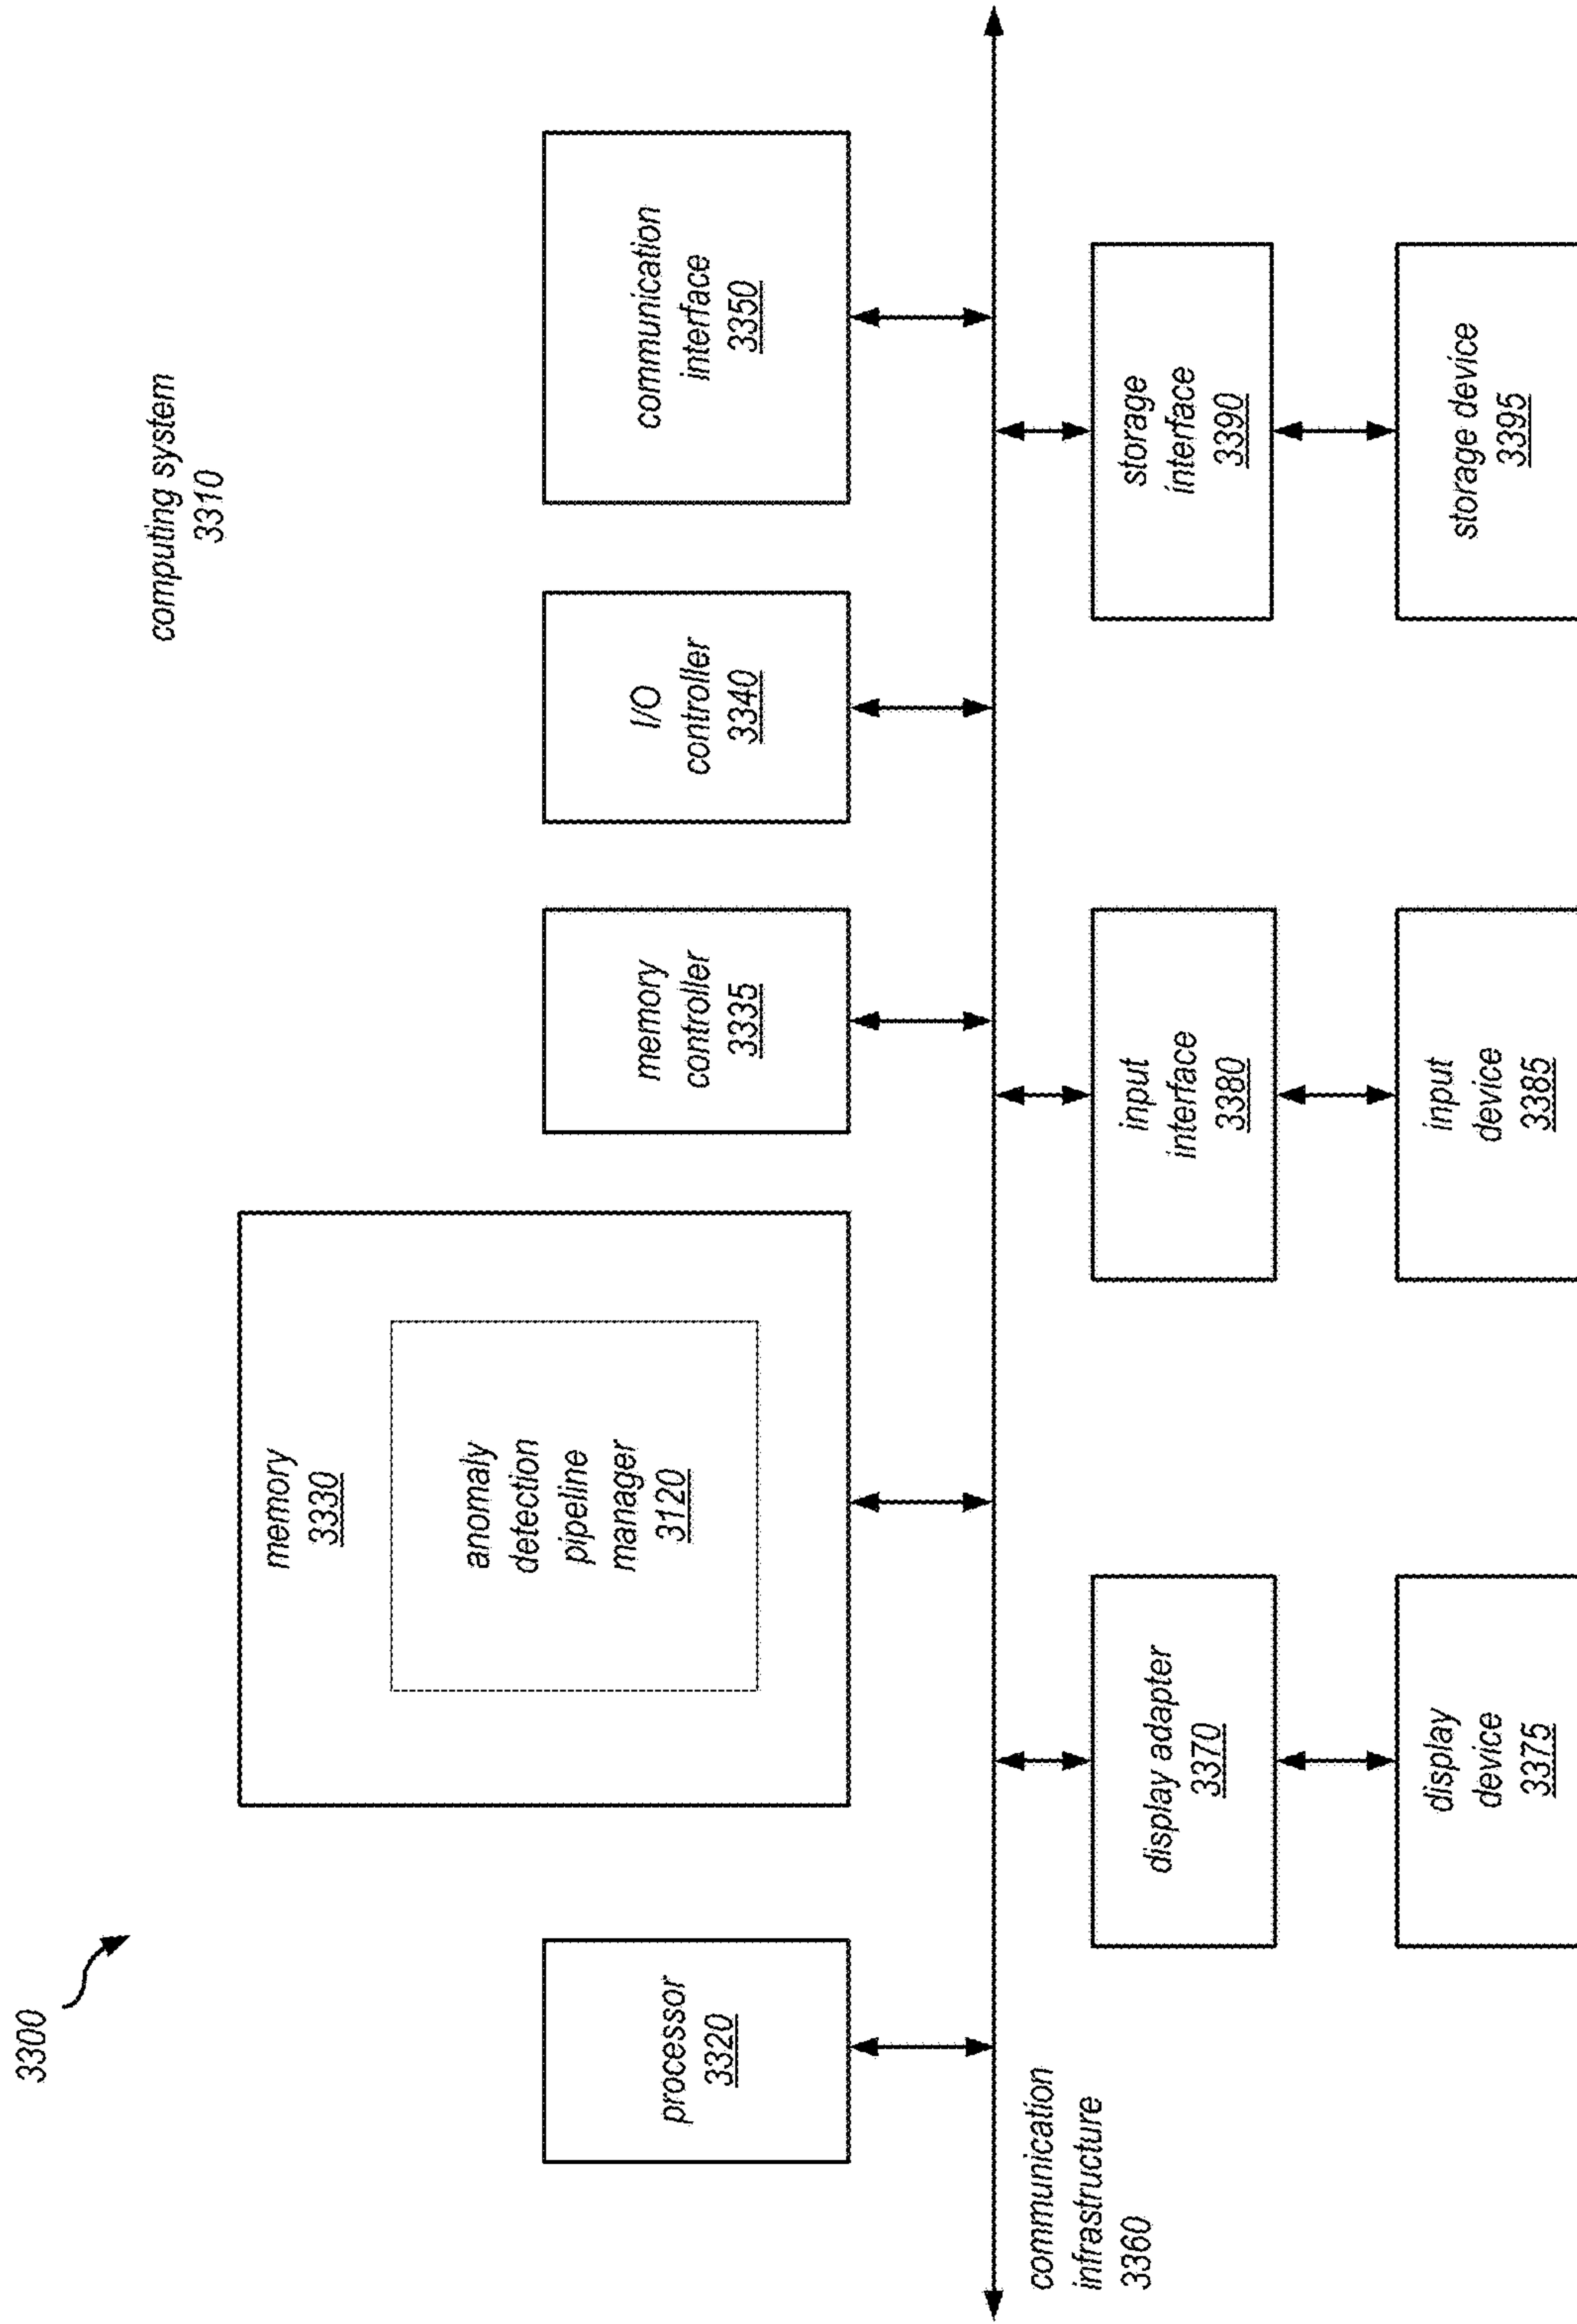 3300
computing system
3310
processor
3320
memory
3330
anomaly
detection
pipeline
manager
3120
memory
controller
3335
I/O
controller
3340
communication
interface
3350
communication
infrastructure
3360
display adapter
3370
input
interface
3380
storage
interface
3390
display
device
3375
input
device
3385
storage device
3395